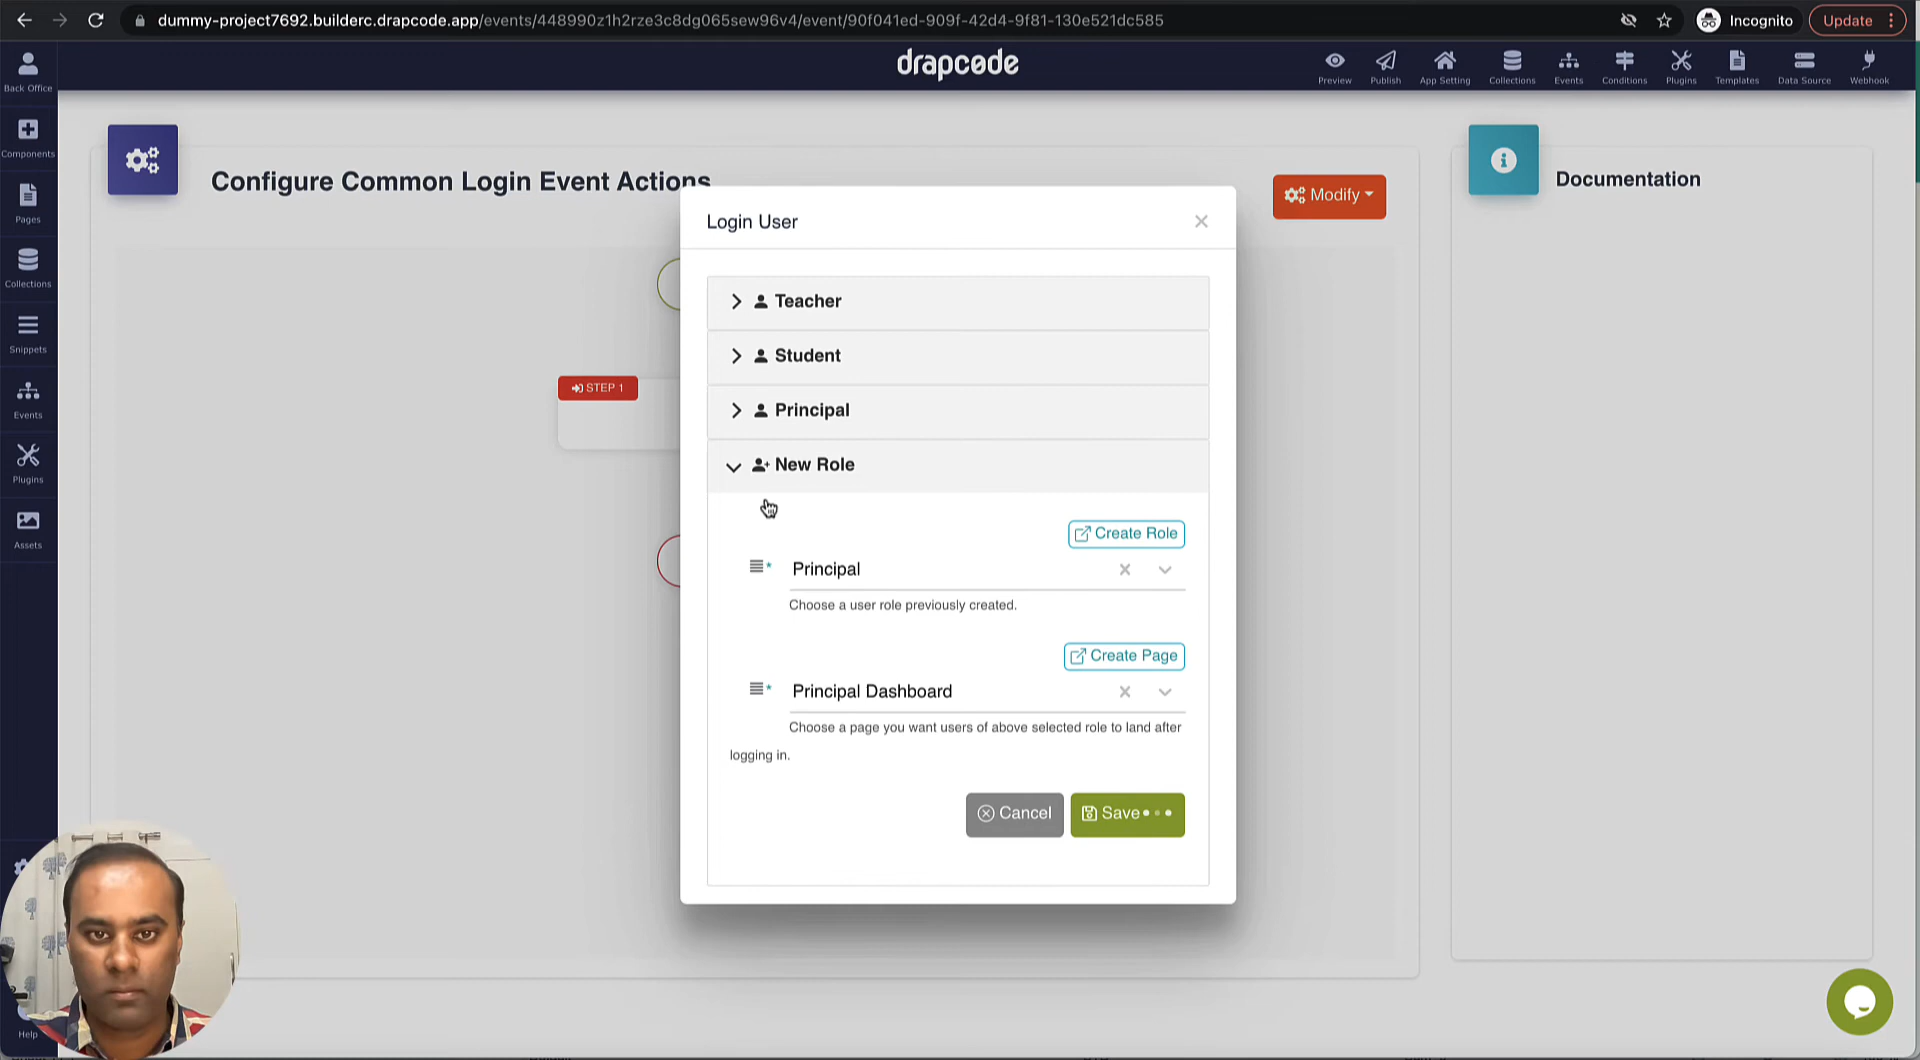 dummy-project7692.builderc.drapcode.app/events/448990z1h2rze3c8dg065sew96v4/event/90f041ed-909f-42d4-9f81-130e521dc585
Incognito
Update
drapcode
Preview
Publish
App Setting
Collections
Events
Conditions
Plugins
Templates
Data Source
Webhook
Back Office
Components
Pages
Collections
Snippets
Events
Plugins
Assets
Help
Configure Common Login Event Actions
Modify
Documentation
STEP 1
Login User
Teacher
Student
Principal
New Role
Create Role
* Principal
Choose a user role previously created.
Create Page
* Principal Dashboard
Choose a page you want users of above selected role to land after
logging in.
Cancel
Save